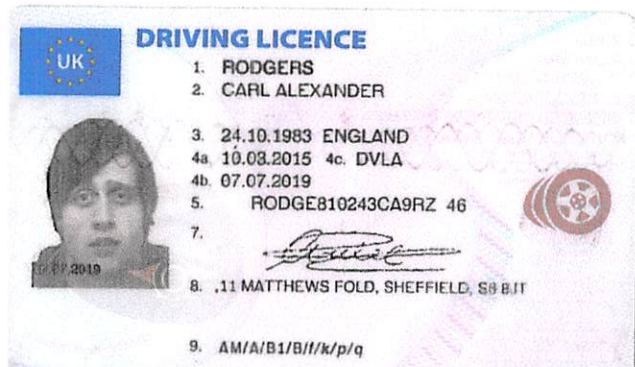 DRIVING LICENCE
UK
1. RODGERS
2. CARL ALEXANDER
3. 24.10.1983 ENGLAND
4a. 10.03.2015 4c. DVLA
4b. 07.07.2019
5. RODGE810243CA9RZ 46
7.
8. ,11 MATTHEWS FOLD, SHEFFIELD, S8 8JT
9. AM/A/B1/B/f/k/p/q